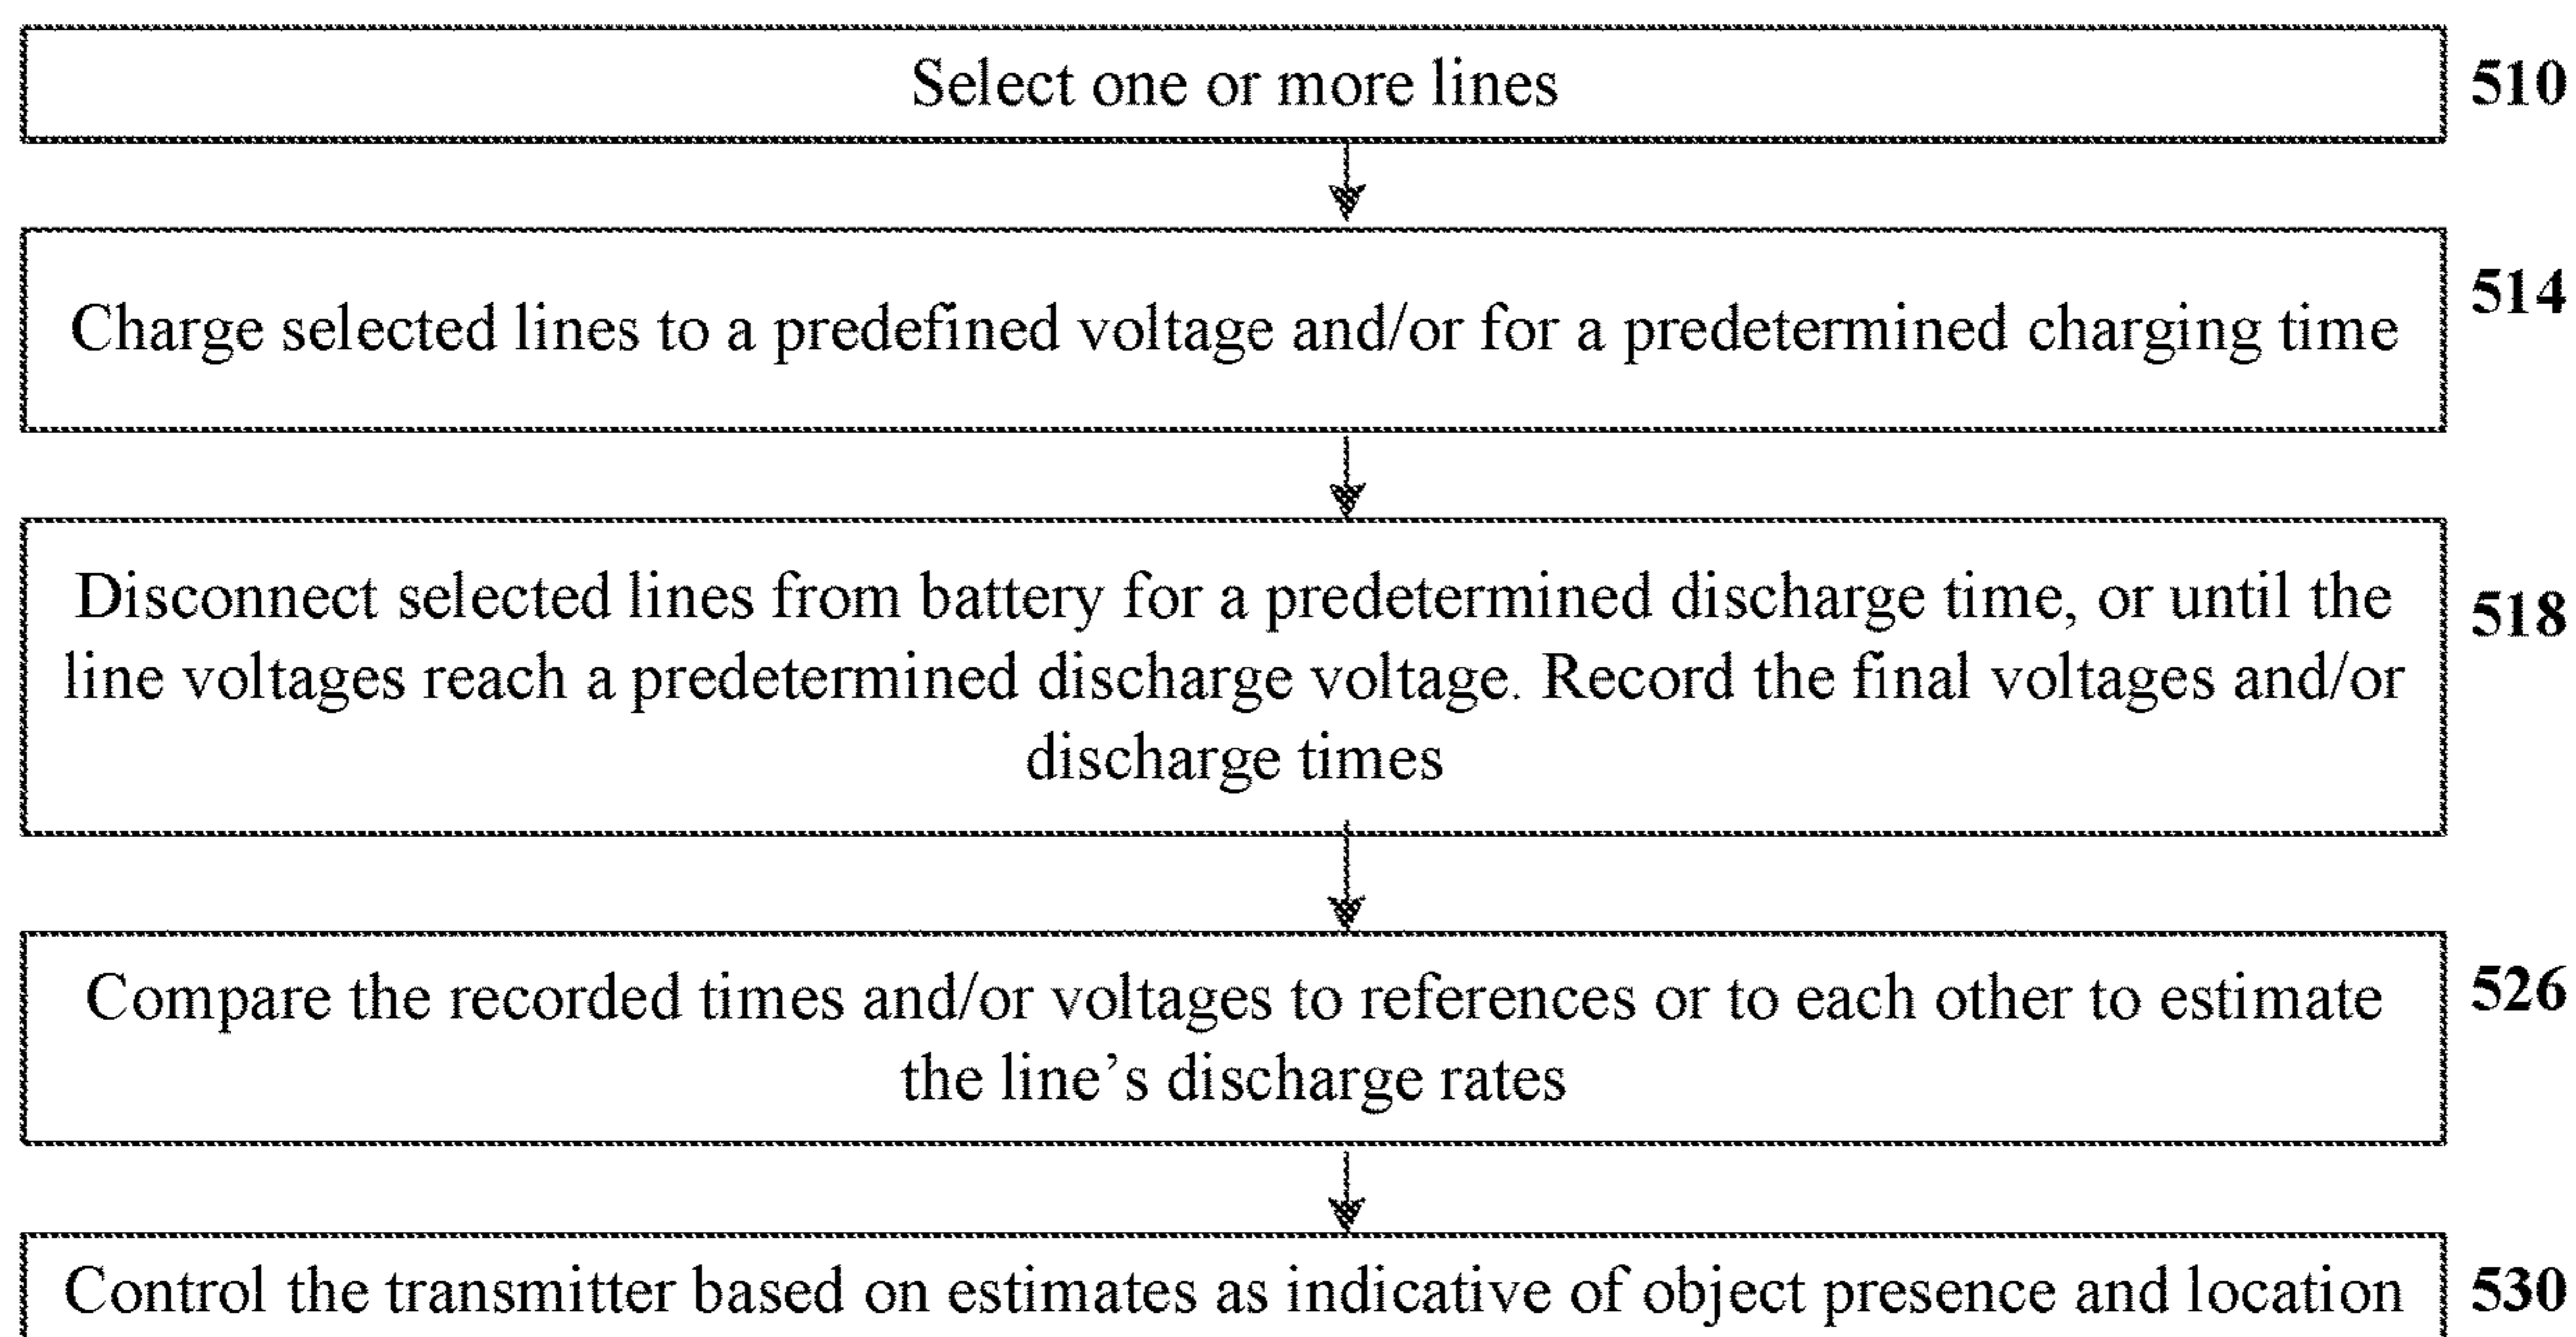 Select one or more lines
510
Charge selected lines to a predefined voltage and/or for a predetermined charging time
514
Disconnect selected lines from battery for a predetermined discharge time, or until the
line voltages reach a predetermined discharge voltage. Record the final voltages and/or
discharge times
518
Compare the recorded times and/or voltages to references or to each other to estimate
the line’s discharge rates
526
Control the transmitter based on estimates as indicative of object presence and location
530